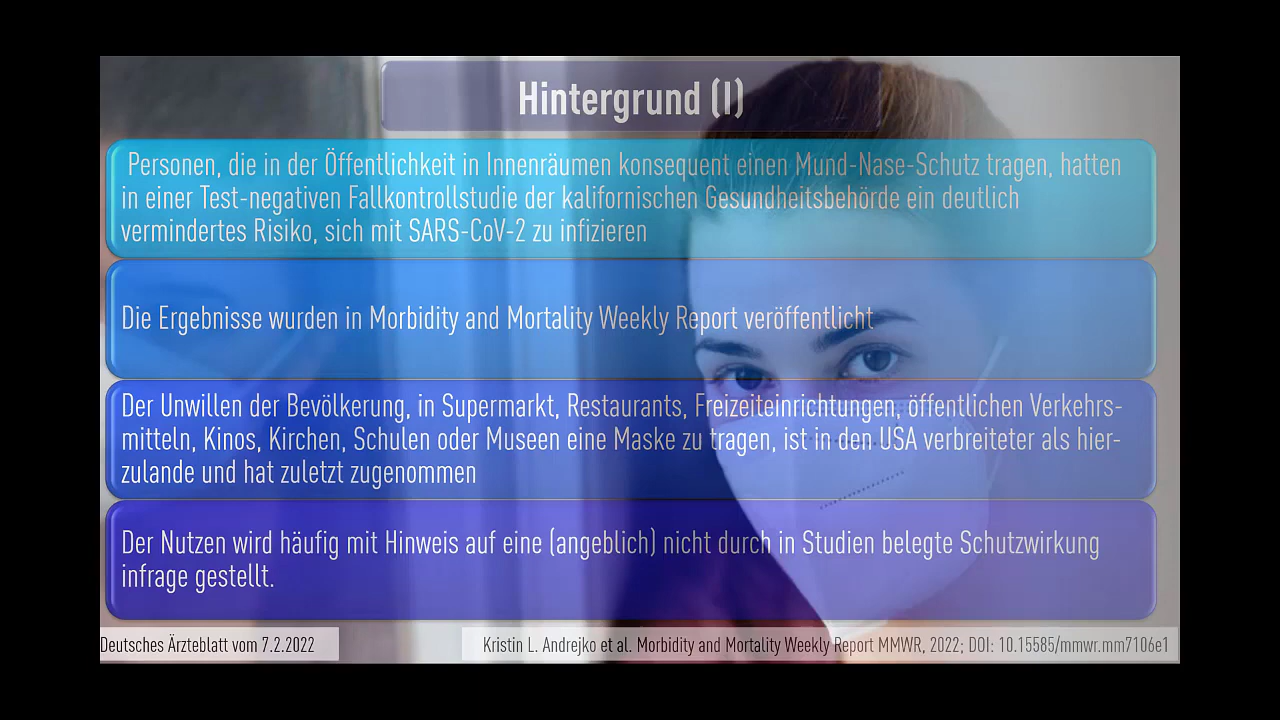 Hintergrund (I)
Personen, die in der Öffentlichkeit in Innenräumen konsequent einen Mund-Nase-Schutz tragen, hatten
in einer Test-negativen Fallkontrollstudie der kalifornischen Gesundheitsbehörde ein deutlich
vermindertes Risiko, sich mit SARS-CoV-2 zu infizieren
Die Ergebnisse wurden in Morbidity and Mortality Weekly Report veröffentlicht
Der Unwillen der Bevölkerung, in Supermarkt, Restaurants, Freizeiteinrichtungen, öffentlichen Verkehrs-
mitteln, Kinos, Kirchen, Schulen oder Museen eine Maske zu tragen, ist in den USA verbreiteter als hier-
zulande und hat zuletzt zugenommen
Der Nutzen wird häufig mit Hinweis auf eine (angeblich) nicht durch in Studien belegte Schutzwirkung
infrage gestellt.
Deutsches Ärzteblatt vom 7.2.2022
Kristin L. Andrejko et al. Morbidity and Mortality Weekly Report MMWR, 2022; DOI: 10.15585/mmwr.mm7106e1